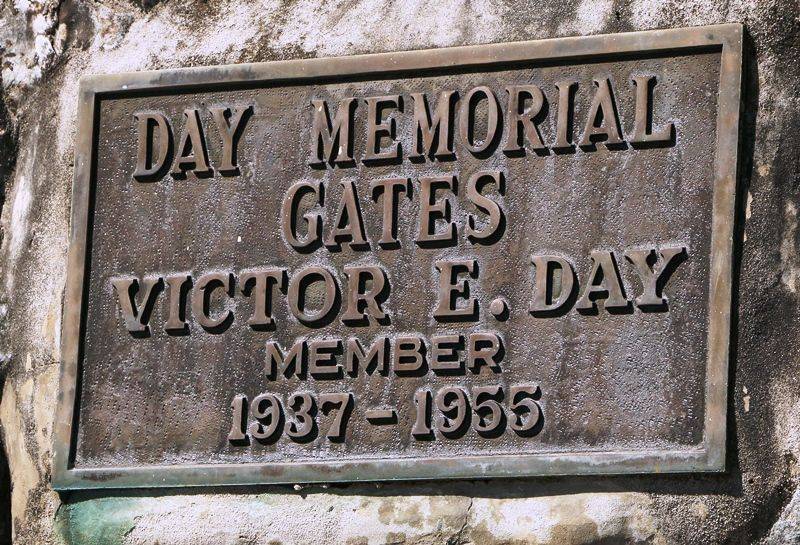 DAY MEMORIAL
GATES
VICTOR E. DAY
MEMBER
1937-1955